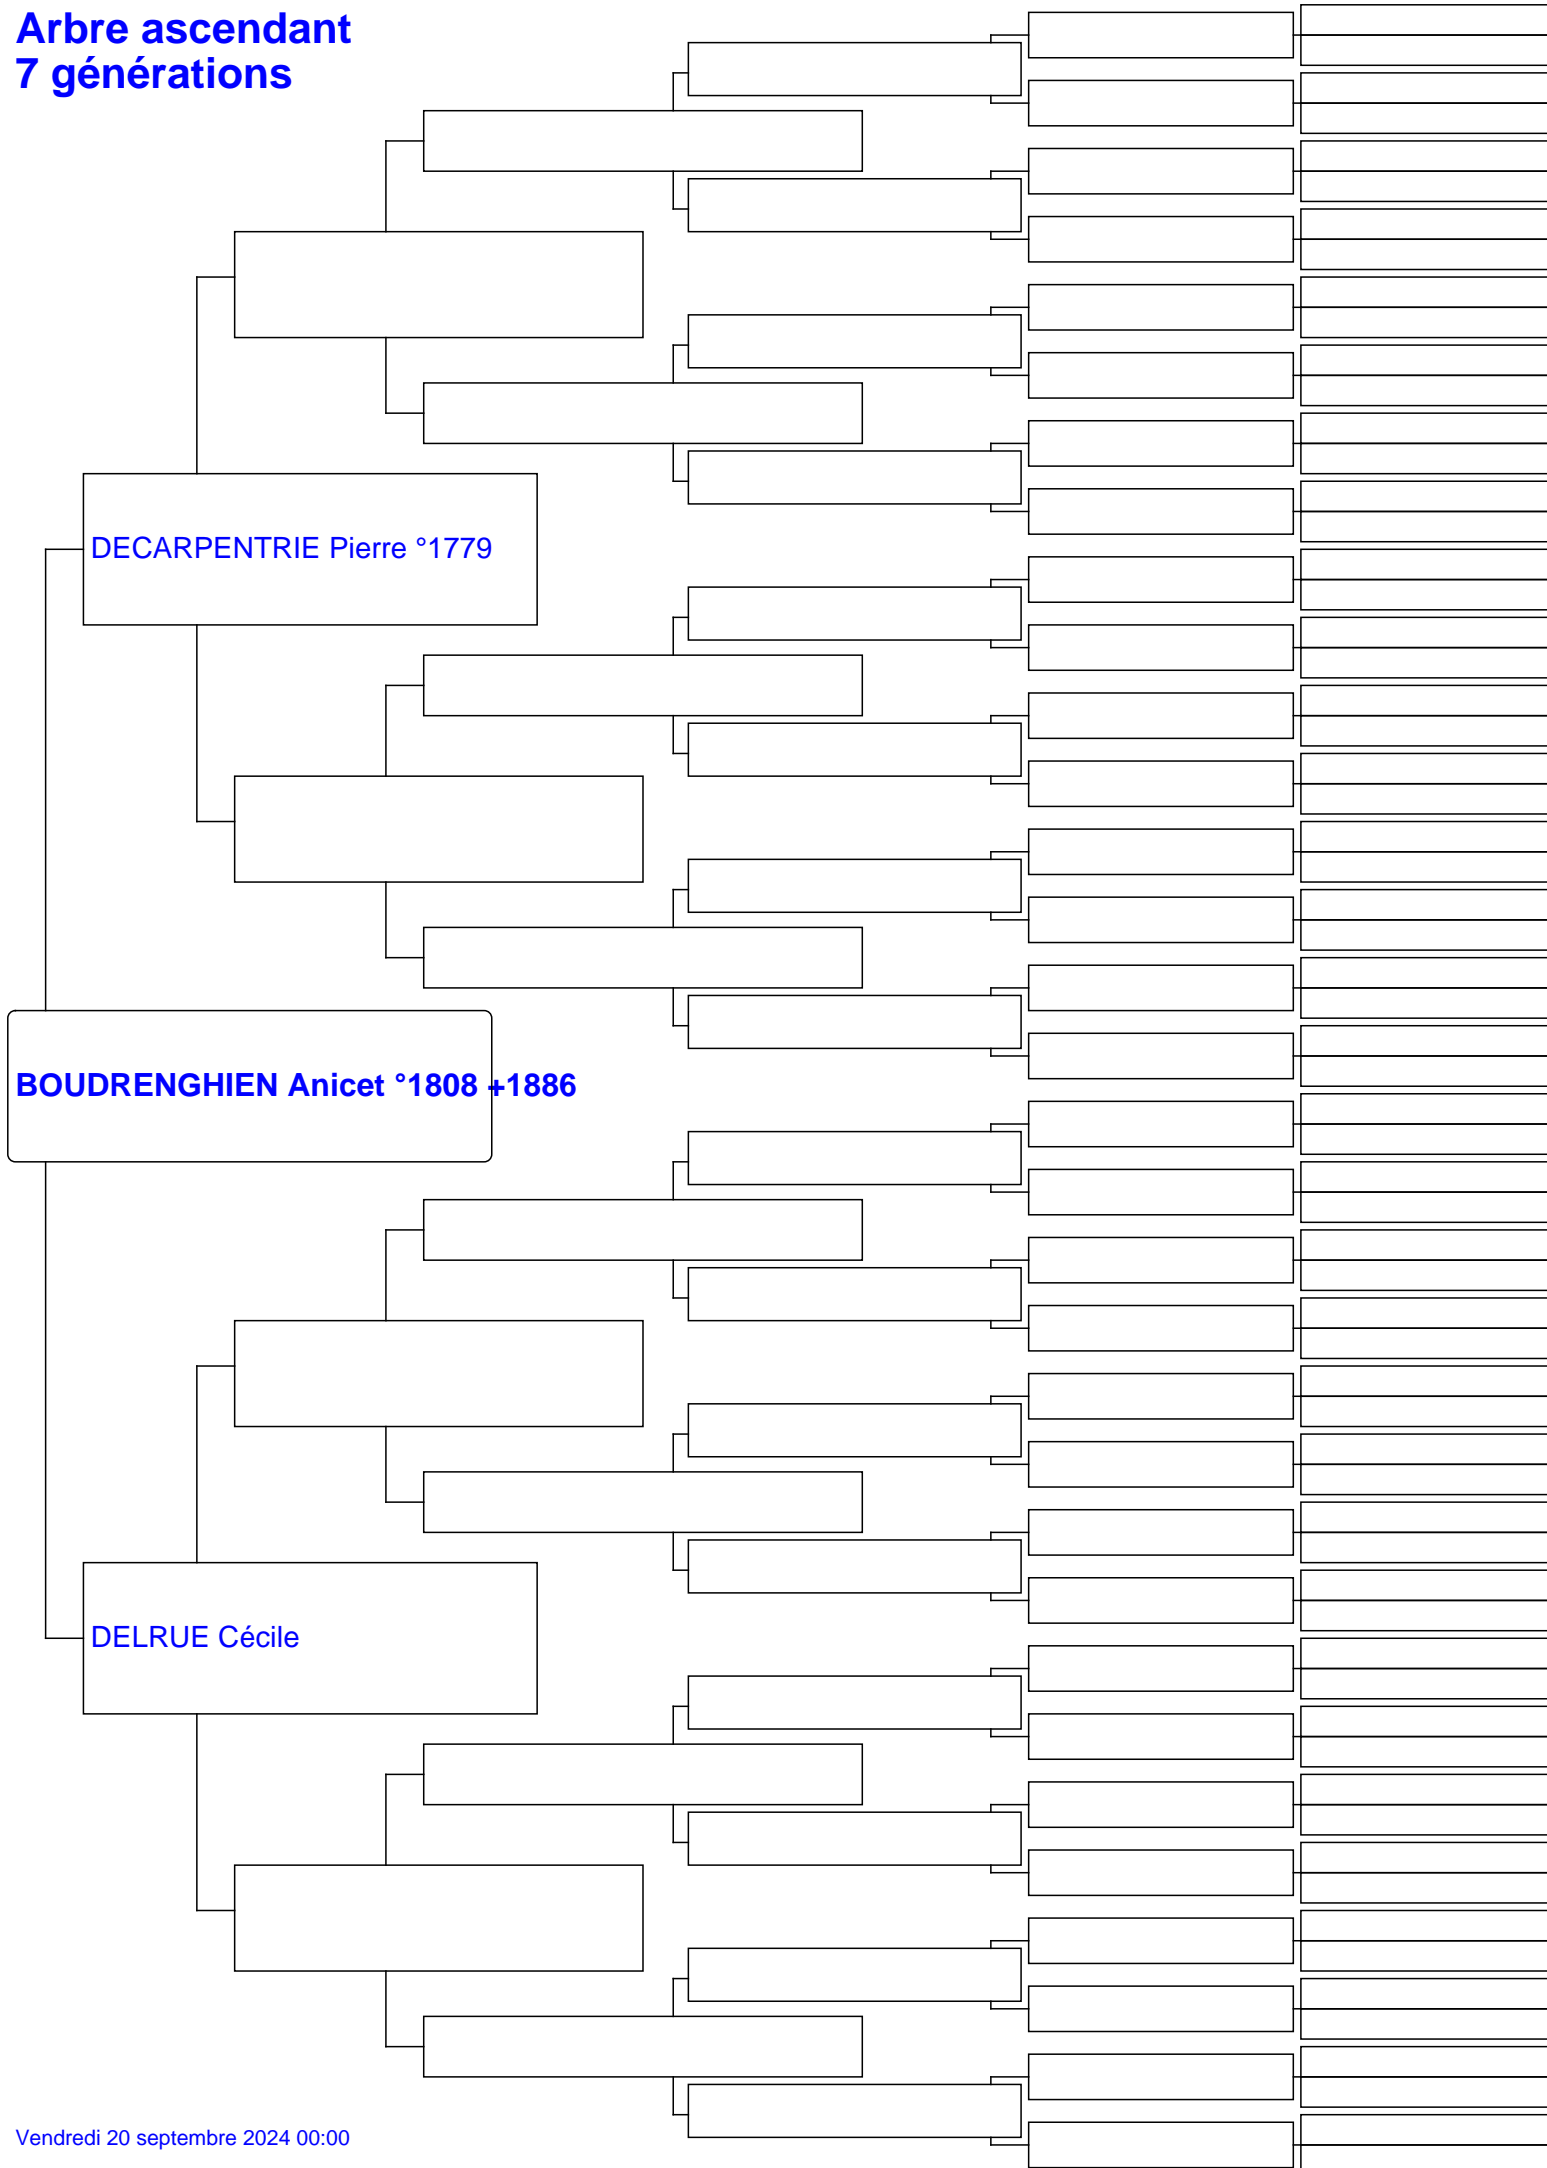 Arbre ascendant
7 générations
DECARPENTRIE Pierre °1779
BOUDRENGHIEN Anicet °1808 +1886
DELRUE Cécile
Vendredi 20 septembre 2024 00:00